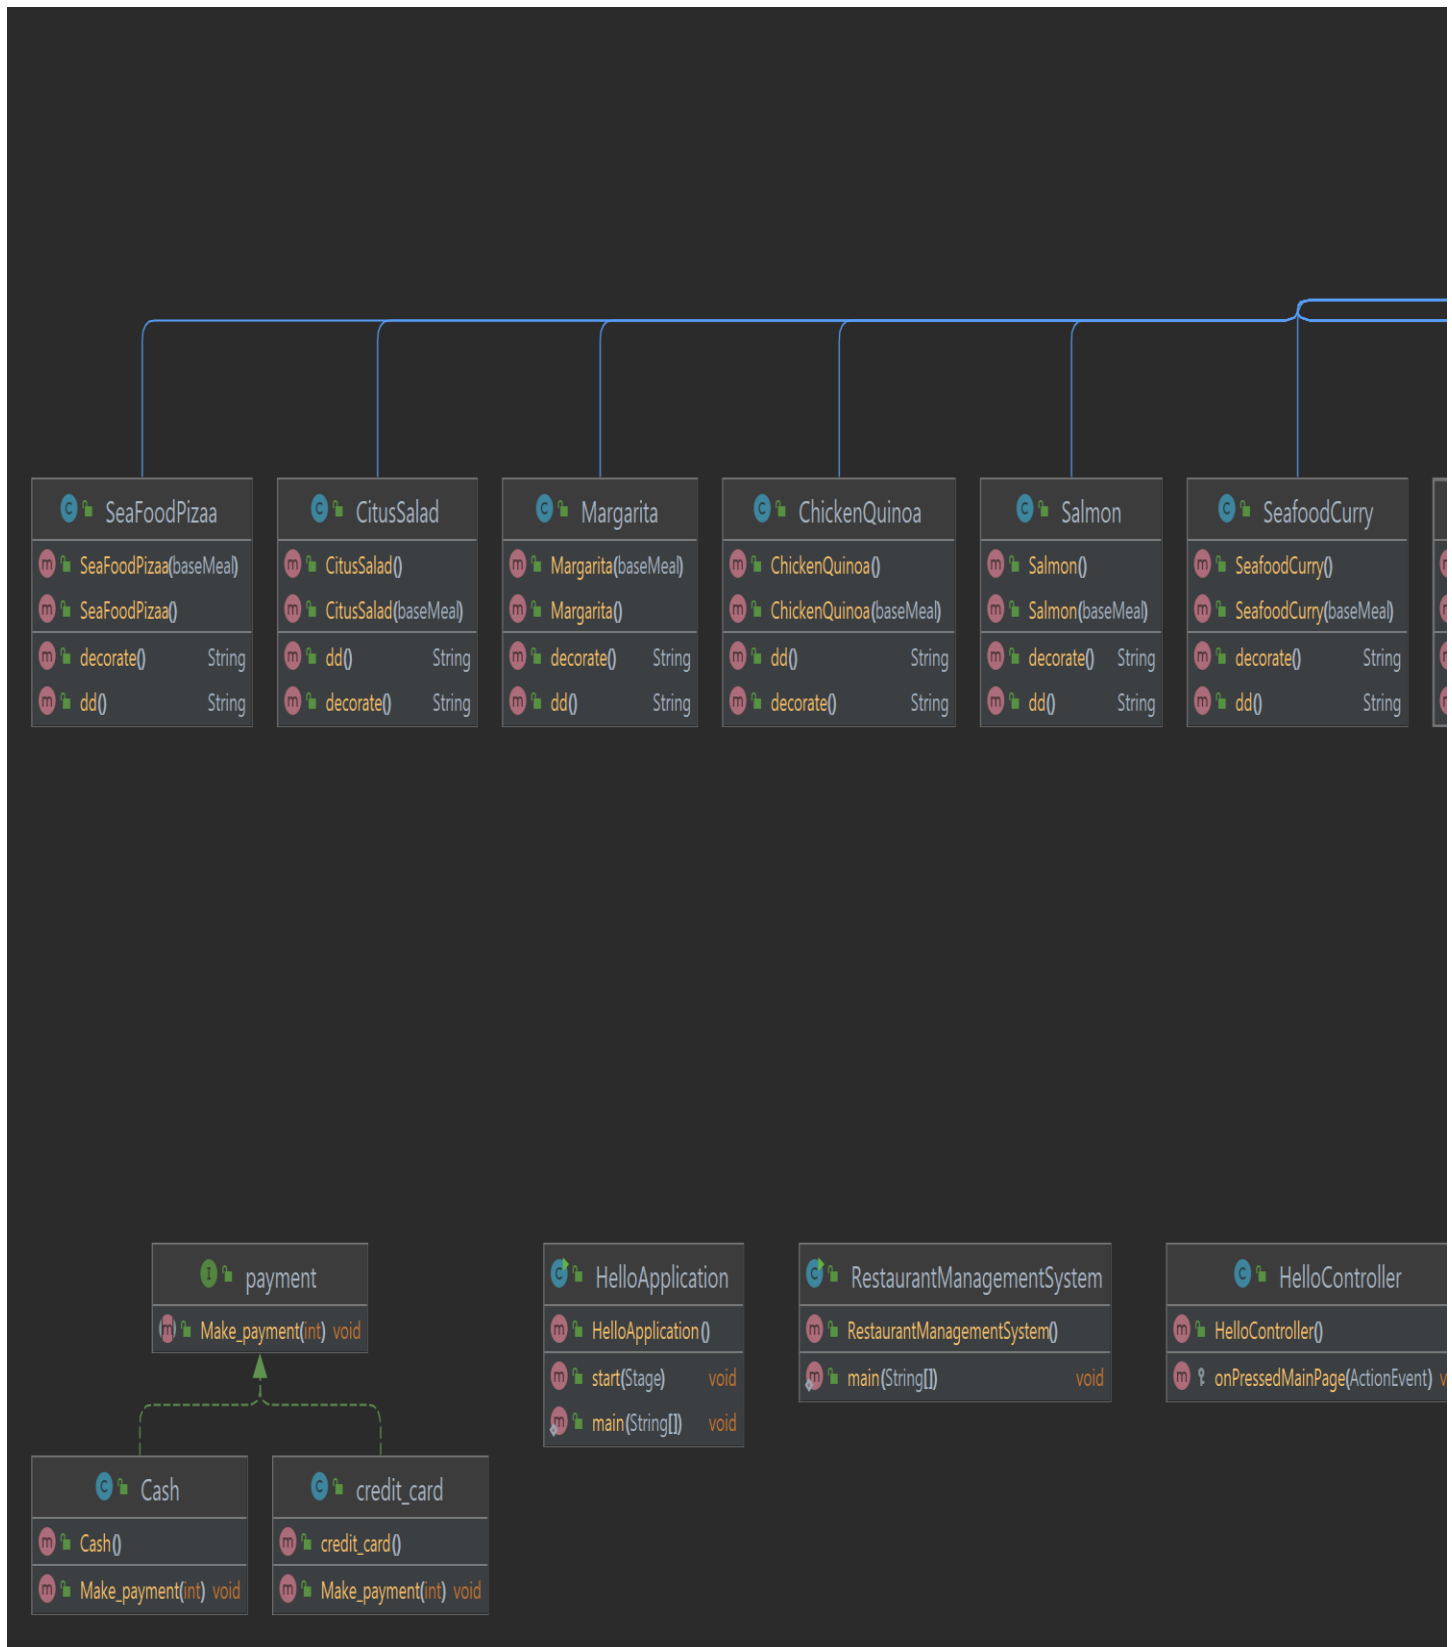 SeaFoodPizaa
SeaFoodPizaa(baseMeal)
SeaFoodPizaa()
decorate() String
dd() String
CitusSalad
CitusSalad()
CitusSalad(baseMeal)
dd() String
decorate() String
Margarita
Margarita(baseMeal)
Margarita()
decorate() String
dd() String
ChickenQuinoa
ChickenQuinoa()
ChickenQuinoa(baseMeal)
dd() String
decorate() String
Salmon
Salmon()
Salmon(baseMeal)
decorate() String
dd() String
SeafoodCurry
SeafoodCurry()
SeafoodCurry(baseMeal)
decorate() String
dd() String
payment
Make_payment(int) void
Cash
Cash()
Make_payment(int) void
credit_card
credit_card()
Make_payment(int) void
HelloApplication
HelloApplication()
start(Stage) void
main(String[]) void
RestaurantManagementSystem
RestaurantManagementSystem()
main(String[]) void
HelloController
HelloController()
onPressedMainPage(ActionEvent)